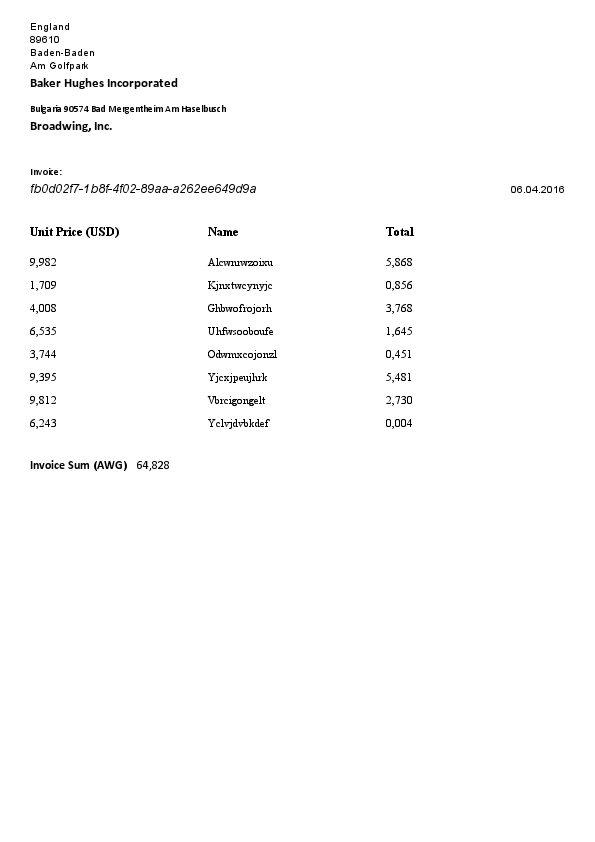 England
89610
Baden-Baden
Am Golfpark
Baker Hughes Incorporated
Bulgaria 90574 Bad Mergentheim Am Haselbusch
Broadwing, Inc.
Invoice:
fb0d02f7-1b8f-4f02-89aa-a262ee649d9a 06.04.2016
Unit Price (USD) Name Total
9,982 Alcwnuwzoixu 5,868
1,709 Kjnxtwcynyjc 0,856
4,008 Ghbwofrojorh 3,768
6,535 Uhfwsooboufe 1,645
3,744 Odwmxcojonzl 0,451
9,395 Yjcxjpeujhrk 5,481
9,812 Vbrcigongelt 2,730
6,243 Yclvjdvbkdef 0,004
Invoice Sum (AWG) 64,828